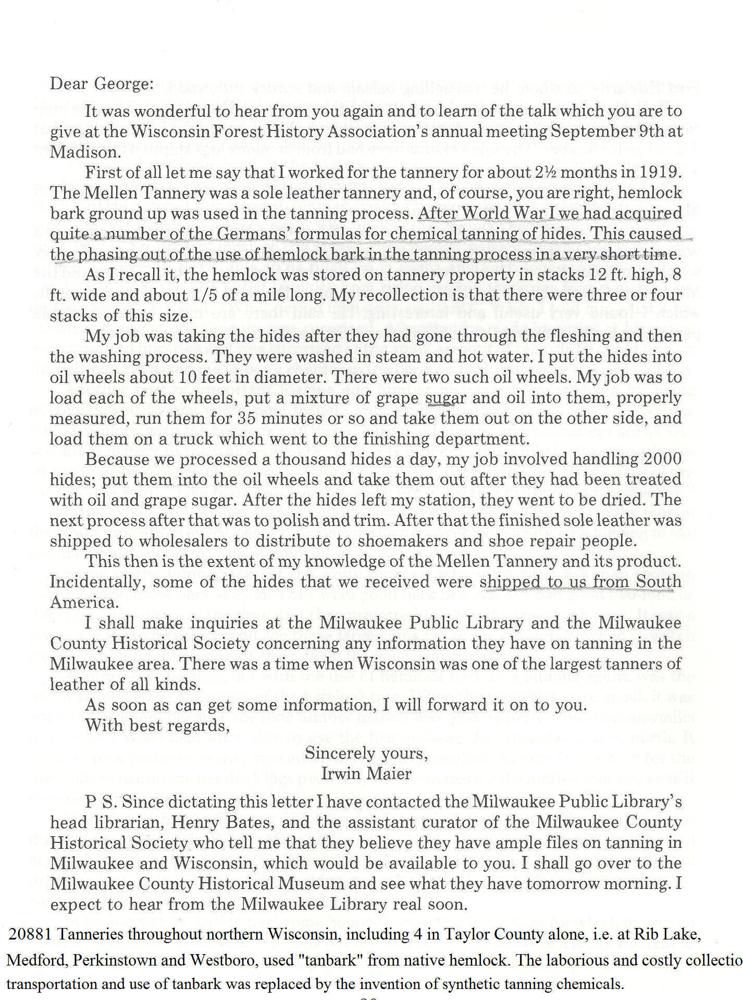 Dear George:
It was wonderful to hear from you again and to learn of the talk which you are to
give at the Wisconsin Forest History Association's annual meeting September 9th at
Madison.
First of all let me say that I worked for the tannery for about 2½ months in 1919.
The Mellen Tannery was a sole leather tannery and, of course, you are right, hemlock
bark ground up was used in the tanning process. After World War I we had acquired
quite a number of the Germans' formulas for chemical tanning of hides. This caused
the phasing out of the use of hemlock bark in the tanning process in a very short time.
As I recall it, the hemlock was stored on tannery property in stacks 12 ft. high, 8
ft. wide and about 1/5 of a mile long. My recollection is that there were three or four
stacks of this size.
My job was taking the hides after they had gone through the fleshing and then
the washing process. They were washed in steam and hot water. I put the hides into
oil wheels about 10 feet in diameter. There were two such oil wheels. My job was to
load each of the wheels, put a mixture of grape sugar and oil into them, properly
measured, run them for 35 minutes or so and take them out on the other side, and
load them on a truck which went to the finishing department.
Because we processed a thousand hides a day, my job involved handling 2000
hides; put them into the oil wheels and take them out after they had been treated
with oil and grape sugar. After the hides left my station, they went to be dried. The
next process after that was to polish and trim. After that the finished sole leather was
shipped to wholesalers to distribute to shoemakers and shoe repair people.
This then is the extent of my knowledge of the Mellen Tannery and its product.
Incidentally, some of the hides that we received were shipped to us from South
America.
I shall make inquiries at the Milwaukee Public Library and the Milwaukee
County Historical Society concerning any information they have on tanning in the
Milwaukee area. There was a time when Wisconsin was one of the largest tanners of
leather of all kinds.
As soon as can get some information, I will forward it on to you.
With best regards,
Sincerely yours,
Irwin Maier
P S. Since dictating this letter I have contacted the Milwaukee Public Library's
head librarian, Henry Bates, and the assistant curator of the Milwaukee County
Historical Society who tell me that they believe they have ample files on tanning in
Milwaukee and Wisconsin, which would be available to you. I shall go over to the
Milwaukee County Historical Museum and see what they have tomorrow morning. I
expect to hear from the Milwaukee Library real soon.
20881 Tanneries throughout northern Wisconsin, including 4 in Taylor County alone, i.e. at Rib Lake,
Medford, Perkinstown and Westboro, used "tanbark" from native hemlock. The laborious and costly collectio
transportation and use of tanbark was replaced by the invention of synthetic tanning chemicals.